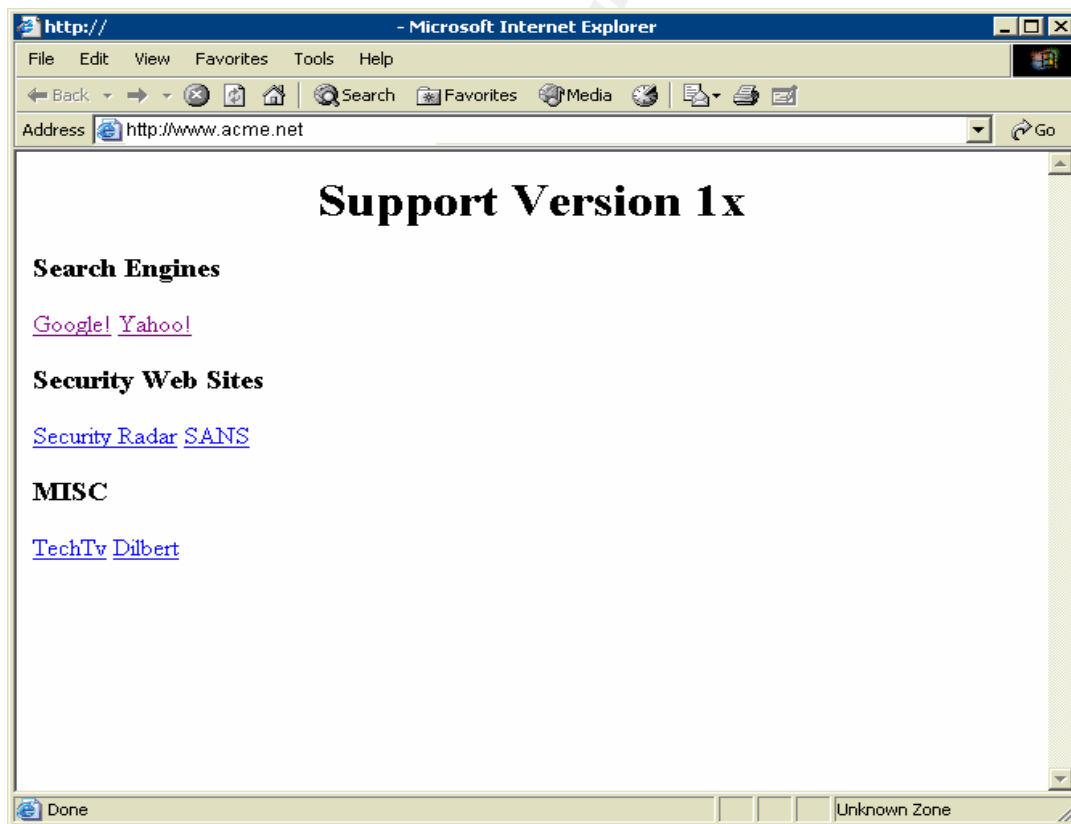 http:// - Microsoft Internet Explorer
File Edit View Favorites Tools Help
Back Search Favorites Media
Address http://www.acme.net Go
Support Version 1x
Search Engines
Google! Yahoo!
Security Web Sites
Security Radar SANS
MISC
TechTv Dilbert
Done Unknown Zone